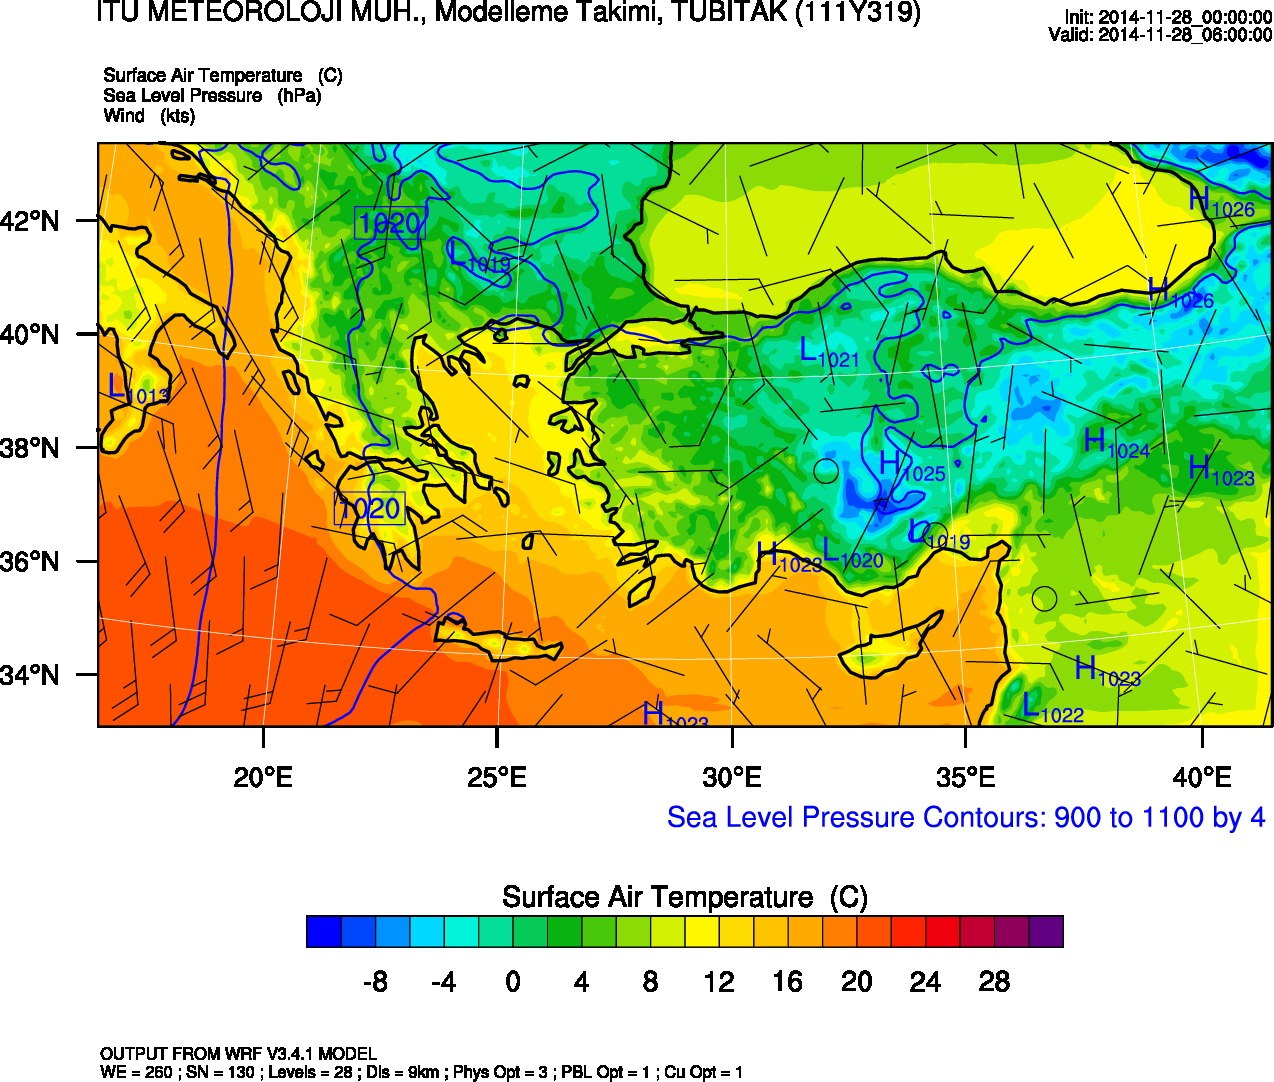 ITU METEOROLOJI MUH., Modelleme Takimi, TUBITAK (111Y319)
Init: 2014-11-28_00:00:00
Valid: 2014-11-28_06:00:00
Surface Air Temperature (C)
Sea Level Pressure (hPa)
Wind (kts)
42°N
40°N
38°N
36°N
34°N
1020
L1019
H1026
H1026
L1021
L1013
H1024
H1025
H1023
1020
L1019
H1023
L1020
H1023
L1022
H1023
20°E 25°E 30°E 35°E 40°E
Sea Level Pressure Contours: 900 to 1100 by 4
Surface Air Temperature (C)
-8 -4 0 4 8 12 16 20 24 28
OUTPUT FROM WRF V3.4.1 MODEL
WE = 260 ; SN = 130 ; Levels = 28 ; Dis = 9km ; Phys Opt = 3 ; PBL Opt = 1 ; Cu Opt = 1